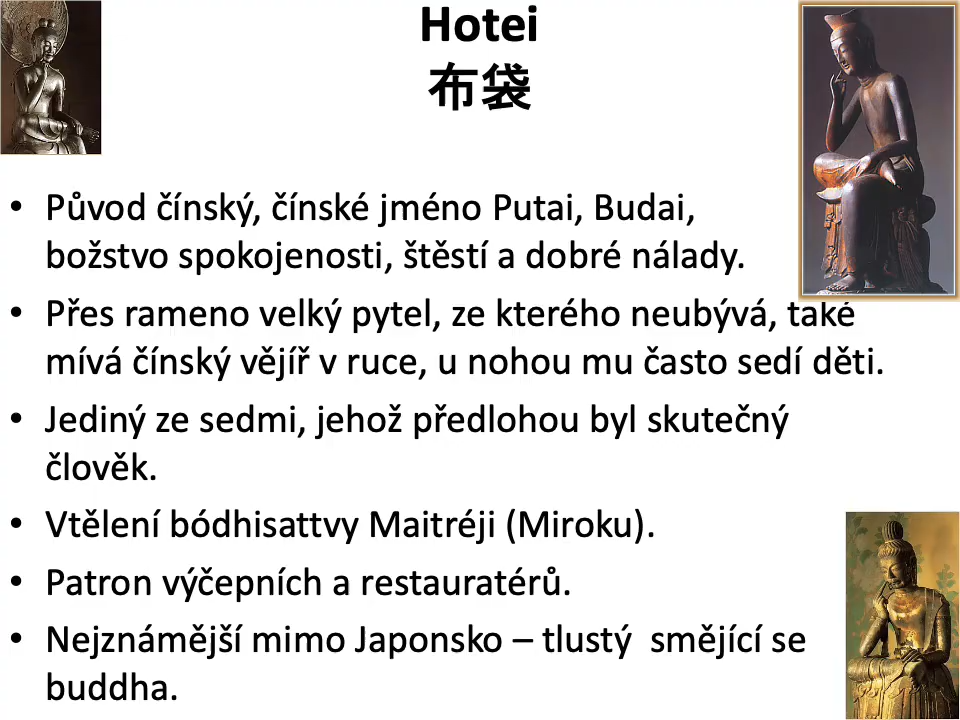 Hotei
布袋
• Původ čínský, čínské jméno Putai, Budai,
božstvo spokojenosti, štěstí a dobré nálady.
• Přes rameno velký pytel, ze kterého neubývá, také
mívá čínský vějíř v ruce, u nohou mu často sedí děti.
• Jediný ze sedmi, jehož předlohou byl skutečný
člověk.
• Vtělení bódhisattvy Maitréji (Miroku).
• Patron výčepních a restauratérů.
• Nejznámější mimo Japonsko – tlustý  smějící se
buddha.